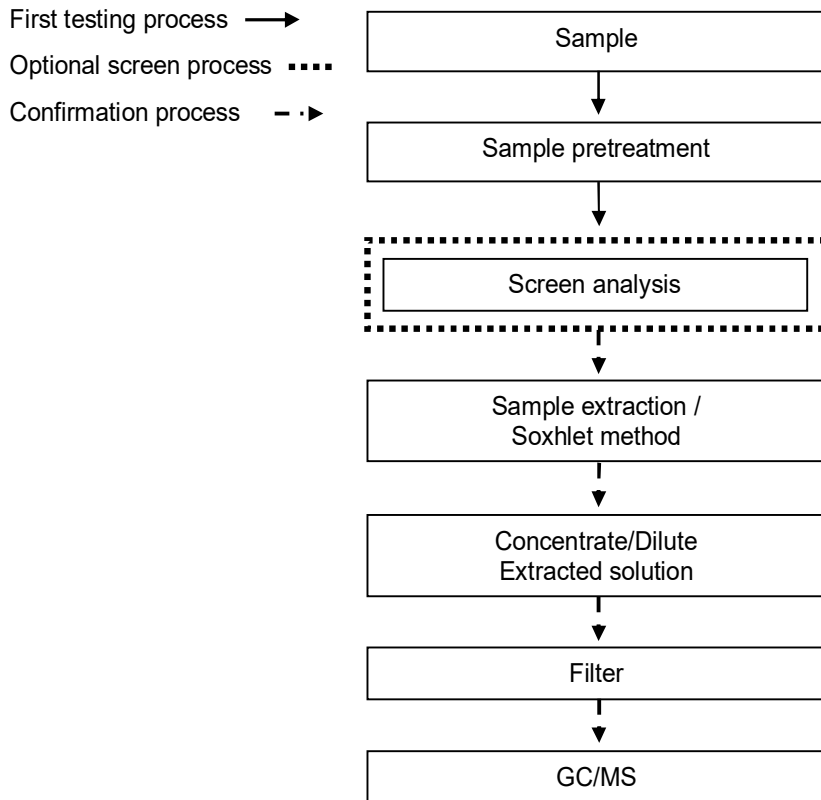 First testing process
Optional screen process
Confirmation process
Sample
Sample pretreatment
Screen analysis
Sample extraction /
Soxhlet method
Concentrate/Dilute
Extracted solution
Filter
GC/MS